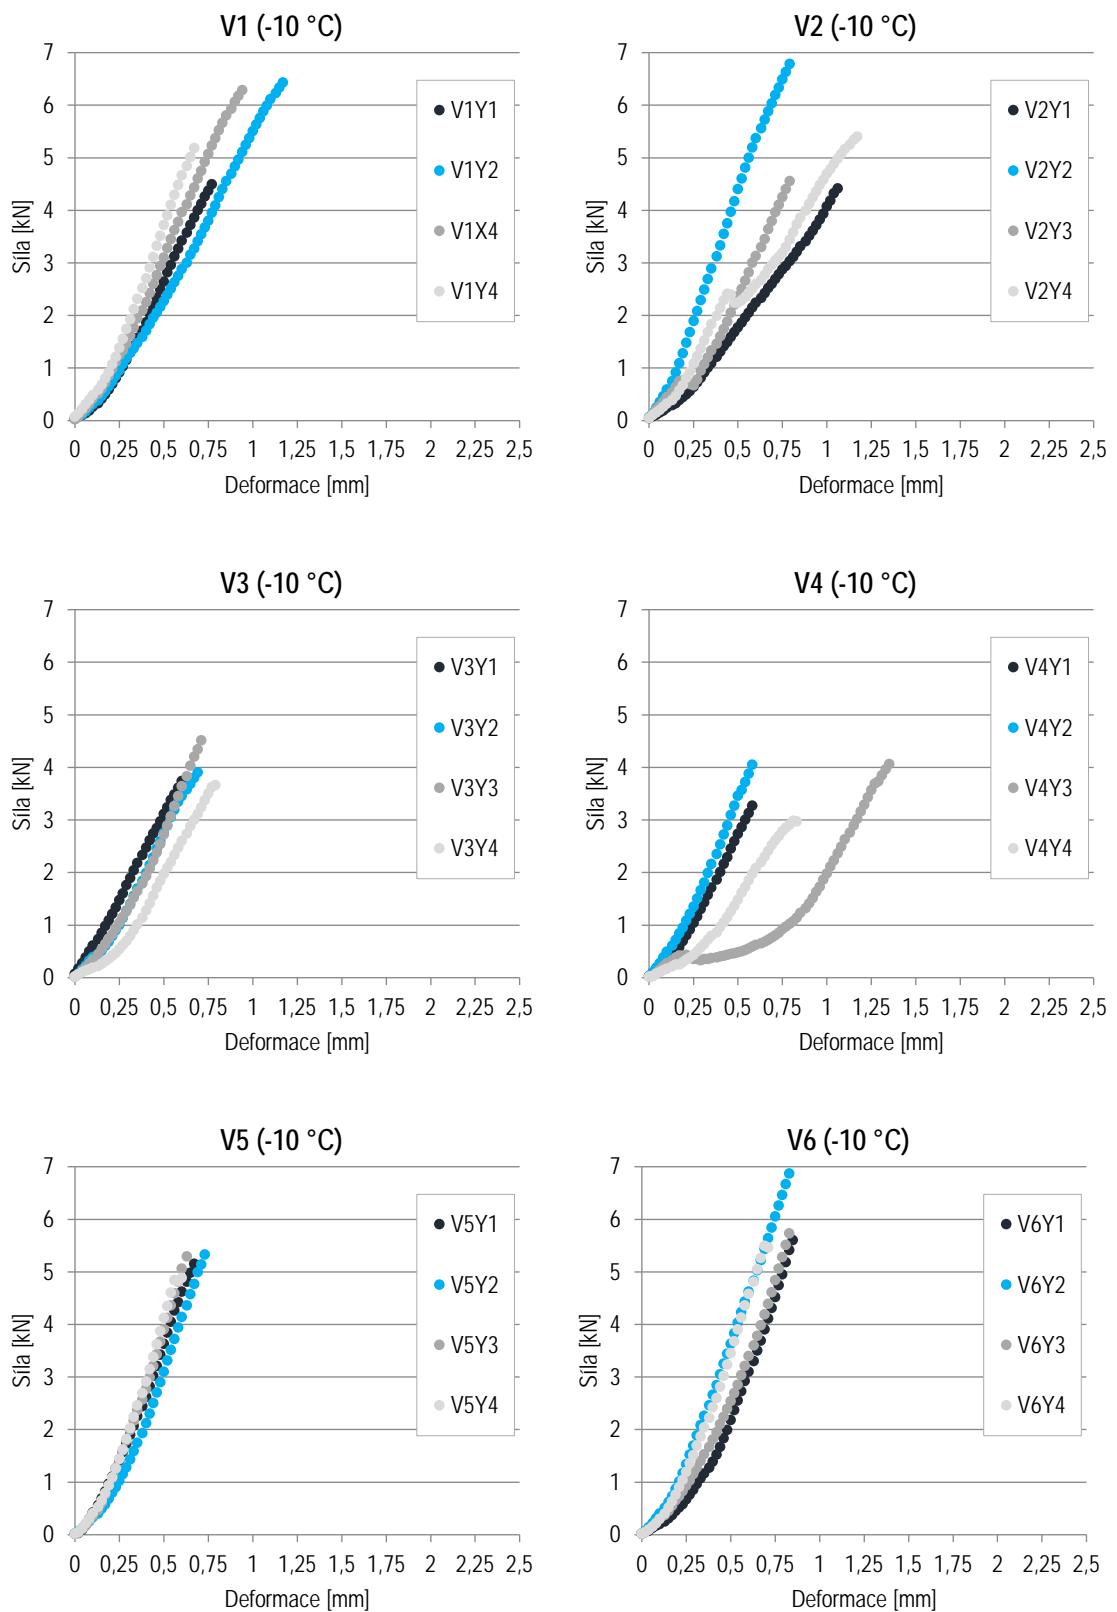 V1 (-10 °C)
7
6
5
4
3
2
1
0
Síla [kN]
0 0,25 0,5 0,75 1 1,25 1,5 1,75 2 2,25 2,5
Deformace [mm]
V1Y1
V1Y2
V1X4
V1Y4
V2 (-10 °C)
7
6
5
4
3
2
1
0
Síla [kN]
0 0,25 0,5 0,75 1 1,25 1,5 1,75 2 2,25 2,5
Deformace [mm]
V2Y1
V2Y2
V2Y3
V2Y4
V3 (-10 °C)
7
6
5
4
3
2
1
0
Síla [kN]
0 0,25 0,5 0,75 1 1,25 1,5 1,75 2 2,25 2,5
Deformace [mm]
V3Y1
V3Y2
V3Y3
V3Y4
V4 (-10 °C)
7
6
5
4
3
2
1
0
Síla [kN]
0 0,25 0,5 0,75 1 1,25 1,5 1,75 2 2,25 2,5
Deformace [mm]
V4Y1
V4Y2
V4Y3
V4Y4
V5 (-10 °C)
7
6
5
4
3
2
1
0
Síla [kN]
0 0,25 0,5 0,75 1 1,25 1,5 1,75 2 2,25 2,5
Deformace [mm]
V5Y1
V5Y2
V5Y3
V5Y4
V6 (-10 °C)
7
6
5
4
3
2
1
0
Síla [kN]
0 0,25 0,5 0,75 1 1,25 1,5 1,75 2 2,25 2,5
Deformace [mm]
V6Y1
V6Y2
V6Y3
V6Y4